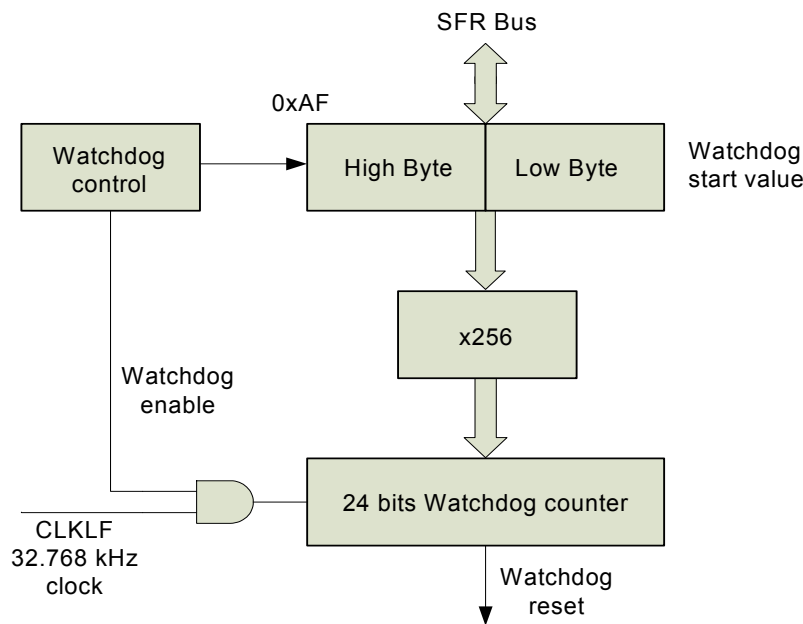 SFR Bus
0xAF
Watchdog
control
High Byte
Low Byte
Watchdog
start value
x256
Watchdog
enable
24 bits Watchdog counter
CLKLF
32.768 kHz
clock
Watchdog
reset